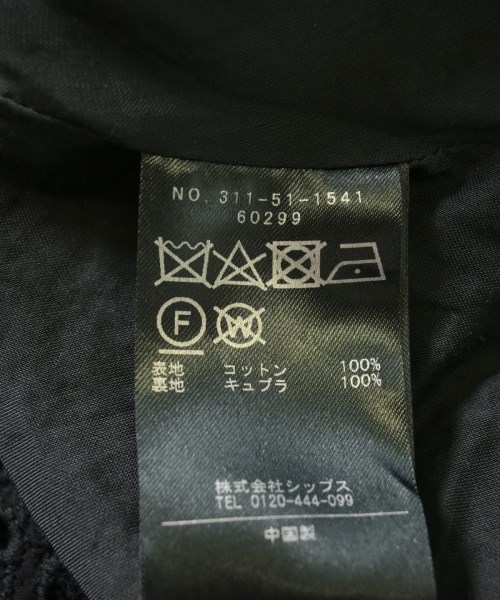 NO. 311-51-1541
60299
F W
表地 コットン 100%
裏地 キュプラ 100%
株式会社シップス
TEL 0120-444-099
中国製